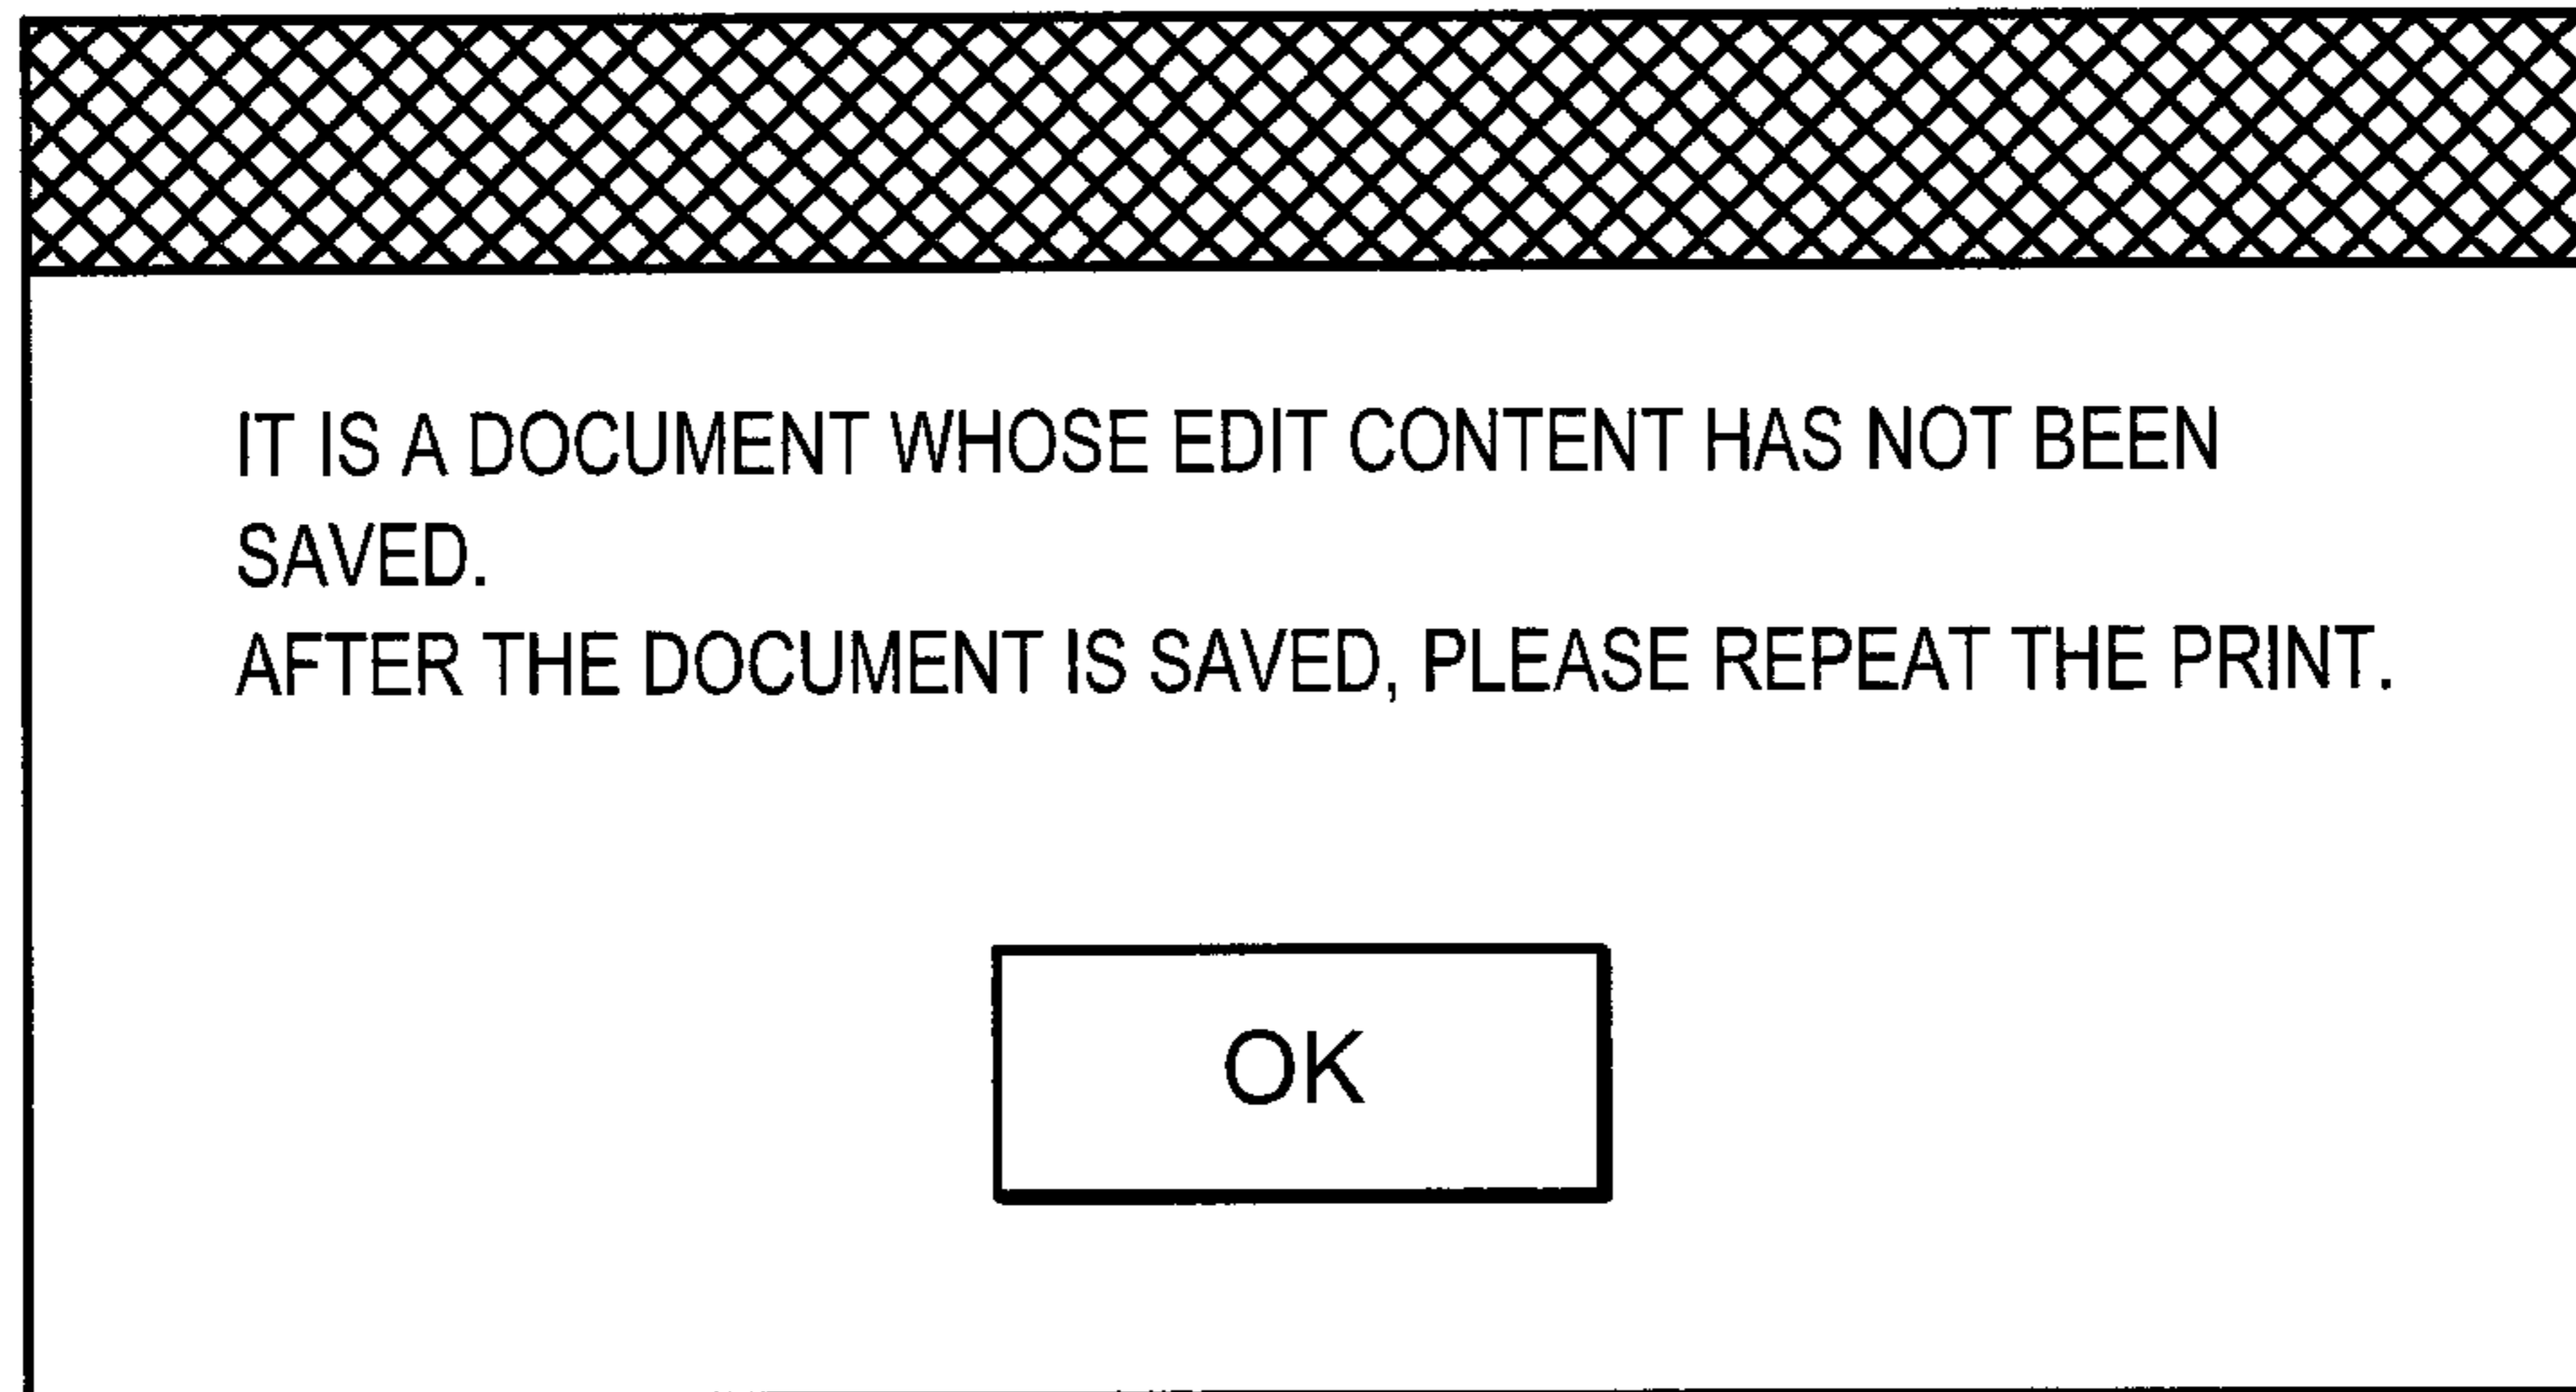 IT IS A DOCUMENT WHOSE EDIT CONTENT HAS NOT BEEN
SAVED.
AFTER THE DOCUMENT IS SAVED, PLEASE REPEAT THE PRINT.
OK